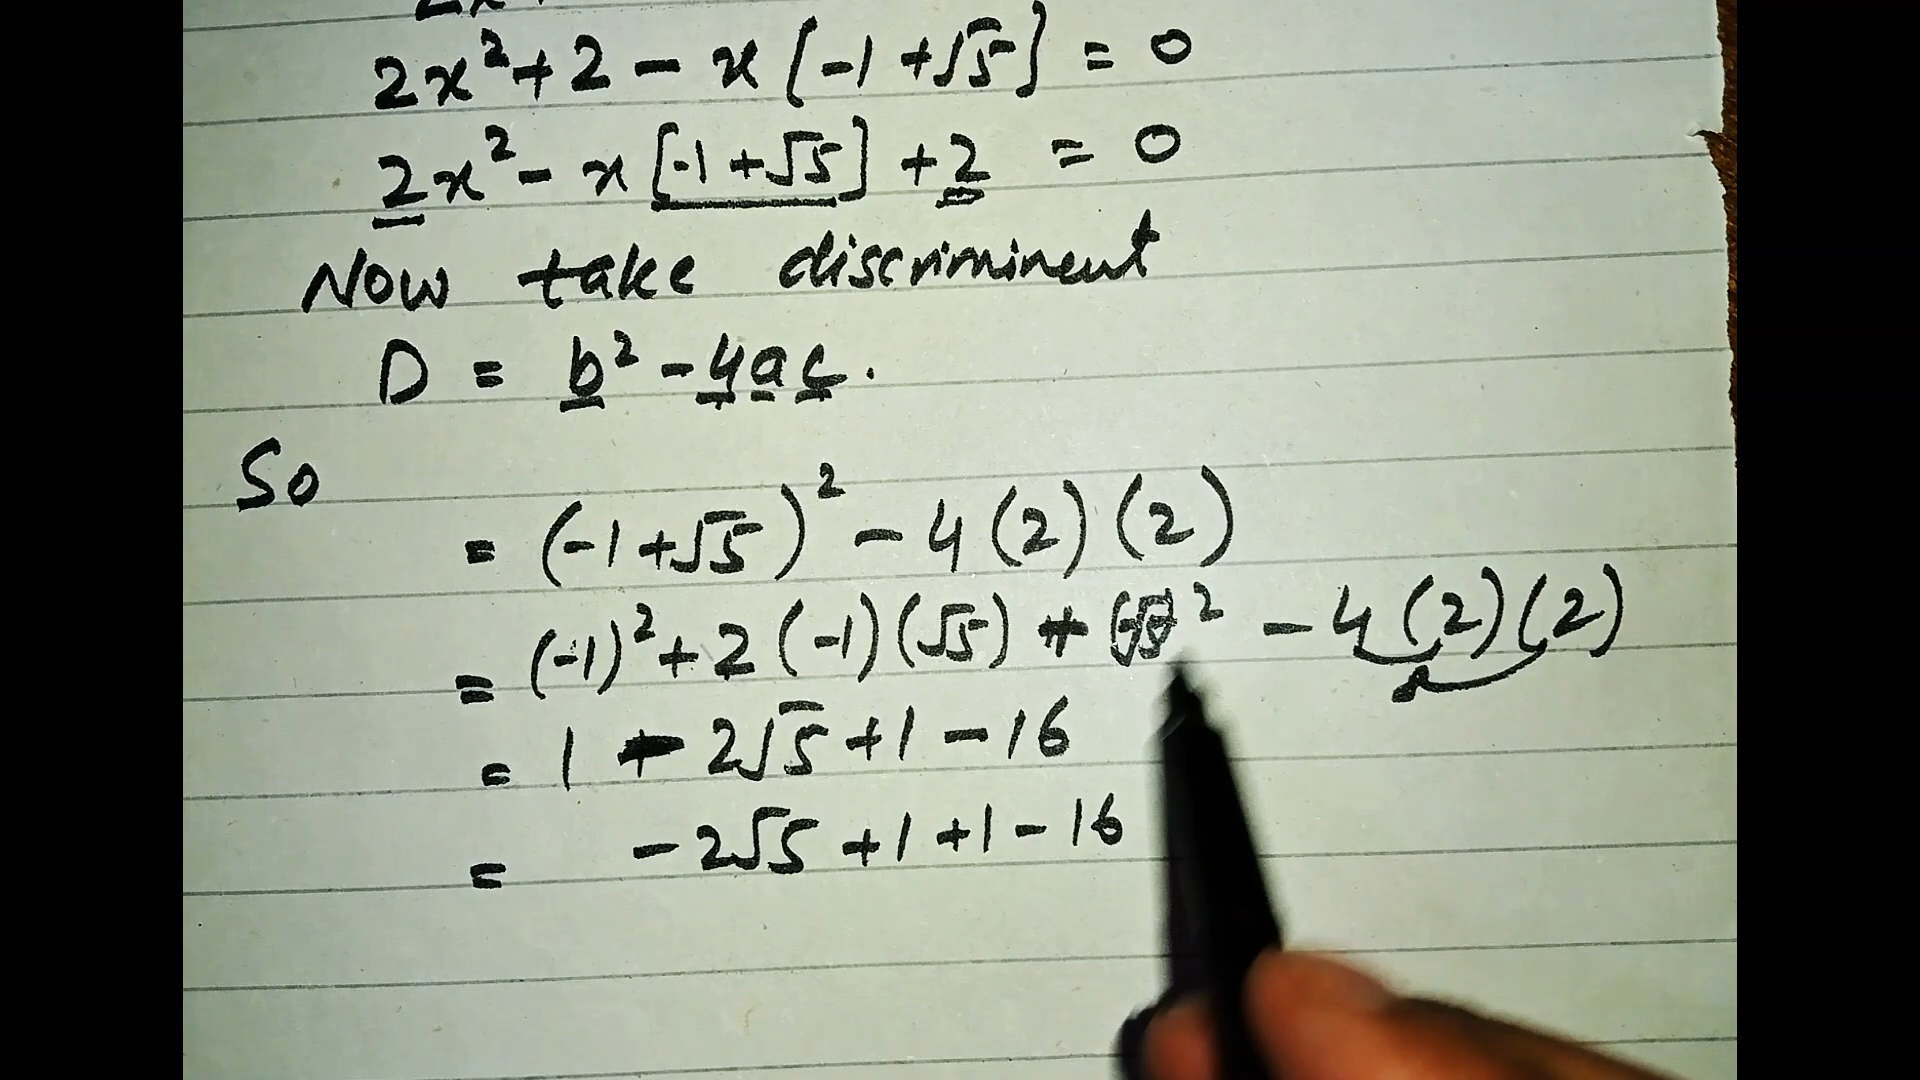 2x² + 2 - x [-1 + √5] = 0
2x² - x [-1 + √5] + 2 = 0
Now take discriminent
D = b² - 4ac.
So
= (-1 + √5)² - 4 (2) (2)
= (-1)² + 2 (-1) (√5) + (√5)² - 4 (2) (2)
= 1 - 2√5 + 1 - 16
= - 2√5 + 1 + 1 - 16